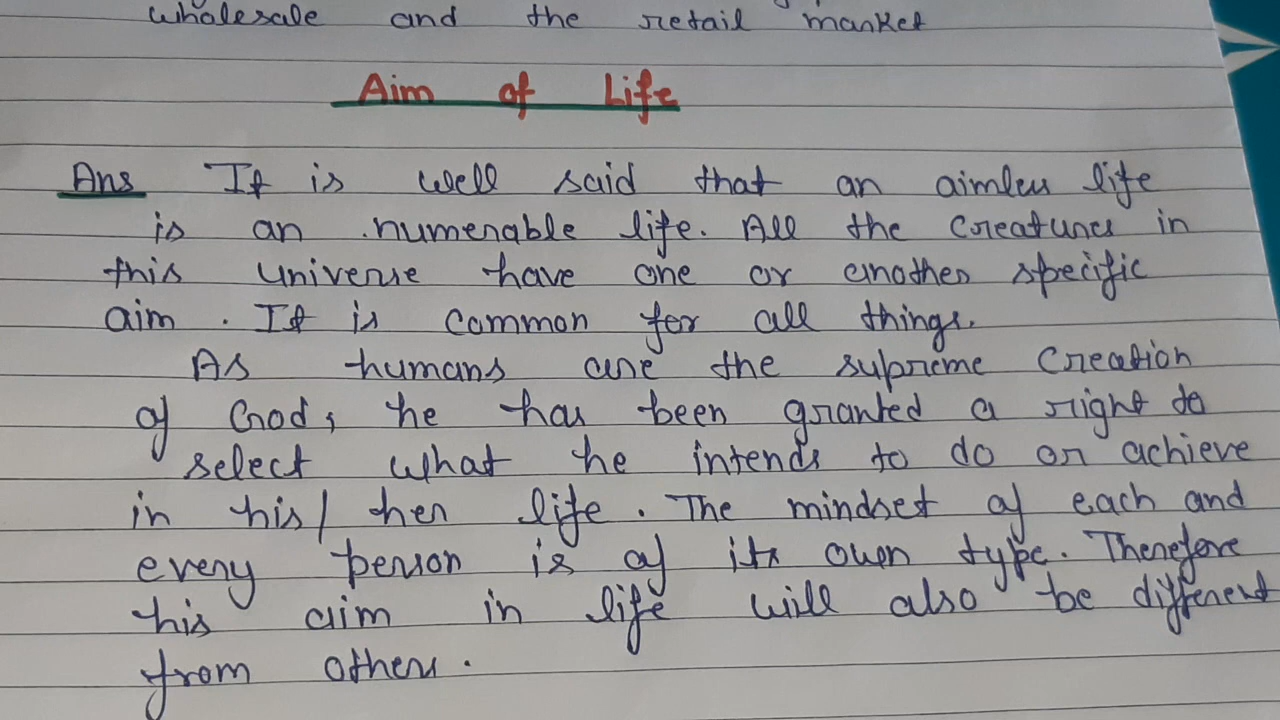 wholesale and the retail market
Aim of Life
Ans It is well said that an aimless life
is an numerable life. All the creatures in
this universe have one or another specific
aim. It is common for all things.
As humans are the supreme creation
of God, he has been granted a right to
select what he intends to do or achieve
in his/ her life. The mindset of each and
every person is of its own type. Therefore
his aim in life will also be different
from others.